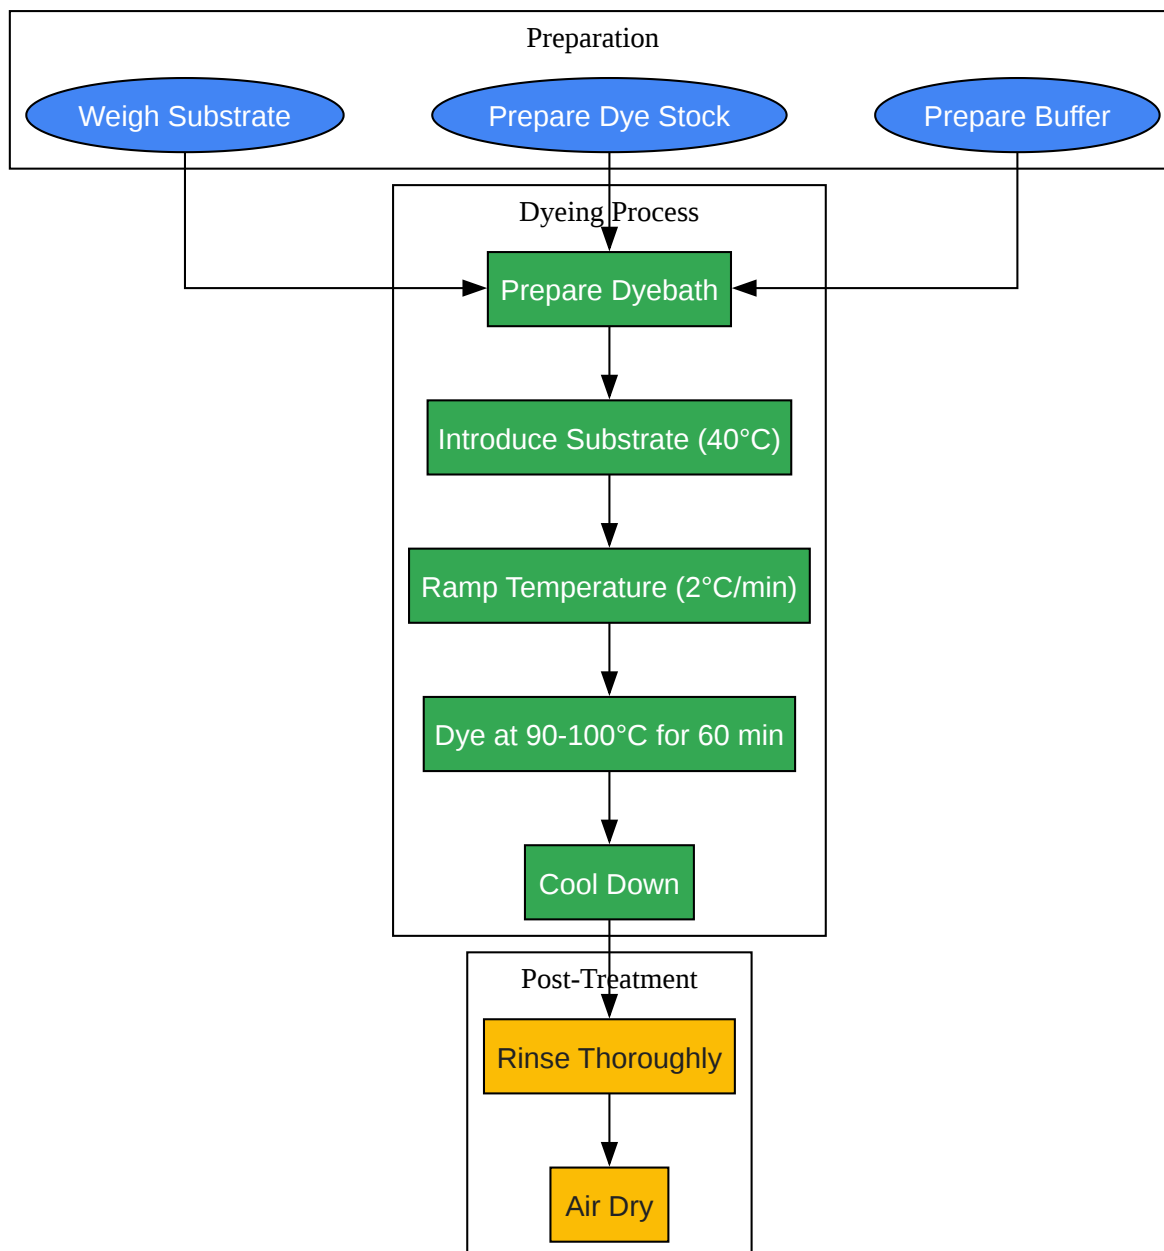 Preparation
Weigh Substrate
Prepare Dye Stock
Prepare Buffer
Dyeing Process
Prepare Dyebath
Introduce Substrate (40°C)
Ramp Temperature (2°C/min)
Dye at 90-100°C for 60 min
Cool Down
Post-Treatment
Rinse Thoroughly
Air Dry